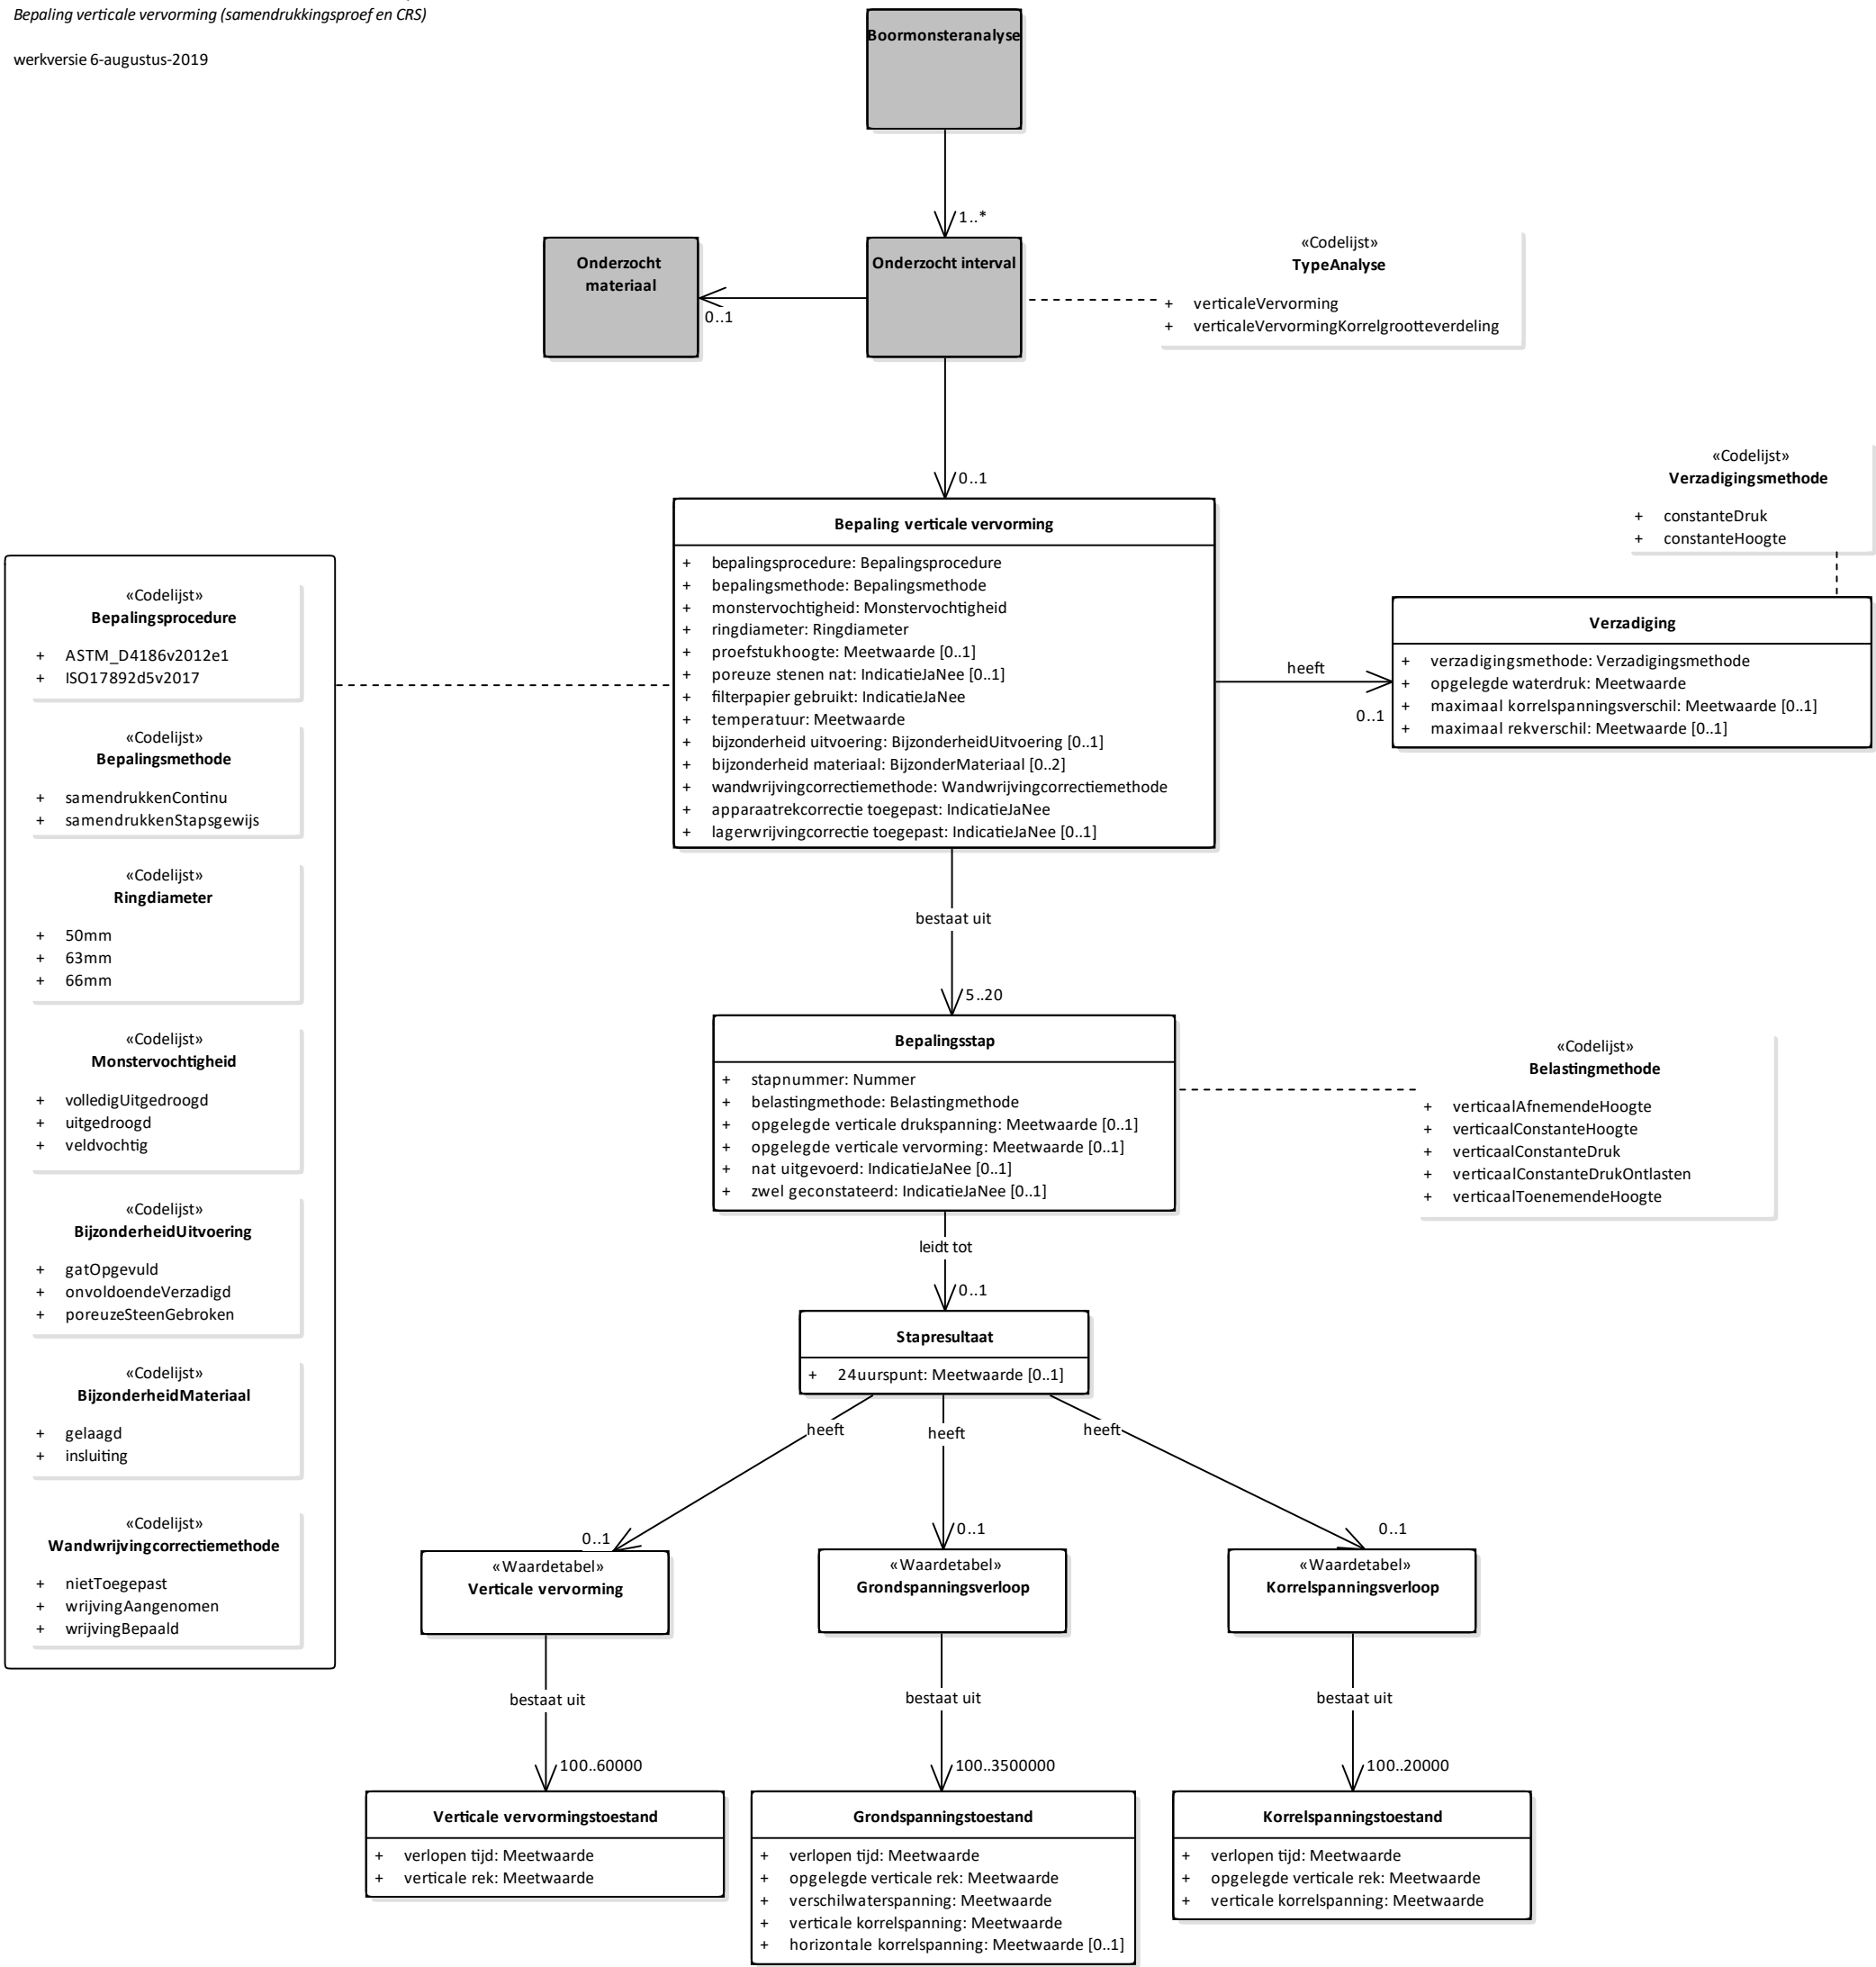 Bepaling verticale vervorming (samendrukkingsproef en CRS)
werkversie 6-augustus-2019
Boormonsteranalyse
1..*
Onderzocht
materiaal
0..1
Onderzocht interval
«Codelijst»
TypeAnalyse
+ verticaleVervorming
+ verticaleVervormingKorrelgrootteverdeling
0..1
«Codelijst»
Verzadigingsmethode
+ constanteDruk
+ constanteHoogte
Bepaling verticale vervorming
+ bepalingsprocedure: Bepalingsprocedure
+ bepalingsmethode: Bepalingsmethode
+ monstervochtigheid: Monstervochtigheid
+ ringdiameter: Ringdiameter
+ proefstukhoogte: Meetwaarde [0..1]
+ poreuze stenen nat: IndicatieJaNee [0..1]
+ filterpapier gebruikt: IndicatieJaNee
+ temperatuur: Meetwaarde
+ bijzonderheid uitvoering: BijzonderheidUitvoering [0..1]
+ bijzonderheid materiaal: BijzonderMateriaal [0..2]
+ wandwrijvingcorrectiemethode: Wandwrijvingcorrectiemethode
+ apparaatrekcorrectie toegepast: IndicatieJaNee
+ lagerwrijvingcorrectie toegepast: IndicatieJaNee [0..1]
heeft
0..1
Verzadiging
+ verzadigingsmethode: Verzadigingsmethode
+ opgelegde waterdruk: Meetwaarde
+ maximaal korrelspanningsverschil: Meetwaarde [0..1]
+ maximaal rekverschil: Meetwaarde [0..1]
«Codelijst»
Bepalingsprocedure
+ ASTM_D4186v2012e1
+ ISO17892d5v2017
«Codelijst»
Bepalingsmethode
+ samendrukkenContinu
+ samendrukkenStapsgewijs
«Codelijst»
Ringdiameter
+ 50mm
+ 63mm
+ 66mm
«Codelijst»
Monstervochtigheid
+ volledigUitgedroogd
+ uitgedroogd
+ veldvochtig
«Codelijst»
BijzonderheidUitvoering
+ gatOpgevuld
+ onvoldoendeVerzadigd
+ poreuzeSteenGebroken
«Codelijst»
BijzonderheidMateriaal
+ gelaagd
+ insluiting
«Codelijst»
Wandwrijvingcorrectiemethode
+ nietToegepast
+ wrijvingAangenomen
+ wrijvingBepaald
bestaat uit
5..20
Bepalingsstap
+ stapnummer: Nummer
+ belastingmethode: Belastingmethode
+ opgelegde verticale drukspanning: Meetwaarde [0..1]
+ opgelegde verticale vervorming: Meetwaarde [0..1]
+ nat uitgevoerd: IndicatieJaNee [0..1]
+ zwel geconstateerd: IndicatieJaNee [0..1]
«Codelijst»
Belastingmethode
+ verticaalAfnemendeHoogte
+ verticaalConstanteHoogte
+ verticaalConstanteDruk
+ verticaalConstanteDrukOntlasten
+ verticaalToenemendeHoogte
leidt tot
0..1
Stapresultaat
+ 24uurspunt: Meetwaarde [0..1]
heeft
heeft
heeft
0..1
0..1
0..1
«Waardetabel»
Verticale vervorming
«Waardetabel»
Grondspanningsverloop
«Waardetabel»
Korrelspanningsverloop
bestaat uit
bestaat uit
bestaat uit
100..60000
100..3500000
100..20000
Verticale vervormingstoestand
+ verlopen tijd: Meetwaarde
+ verticale rek: Meetwaarde
Grondspanningstoestand
+ verlopen tijd: Meetwaarde
+ opgelegde verticale rek: Meetwaarde
+ verschilwaterspanning: Meetwaarde
+ verticale korrelspanning: Meetwaarde
+ horizontale korrelspanning: Meetwaarde [0..1]
Korrelspanningstoestand
+ verlopen tijd: Meetwaarde
+ opgelegde verticale rek: Meetwaarde
+ verticale korrelspanning: Meetwaarde